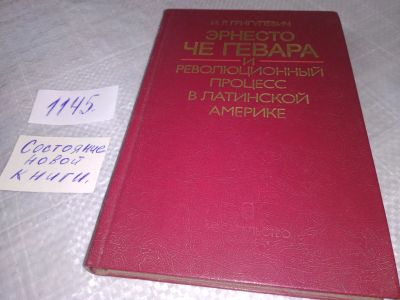 И.Р. ГРИГУЛЕВИЧ
ЭРНЕСТО
ЧЕ ГЕВАРА
И
РЕВОЛЮЦИОННЫЙ
ПРОЦЕСС
В ЛАТИНСКОЙ
АМЕРИКЕ
1145.
Состояние
новой
книги.